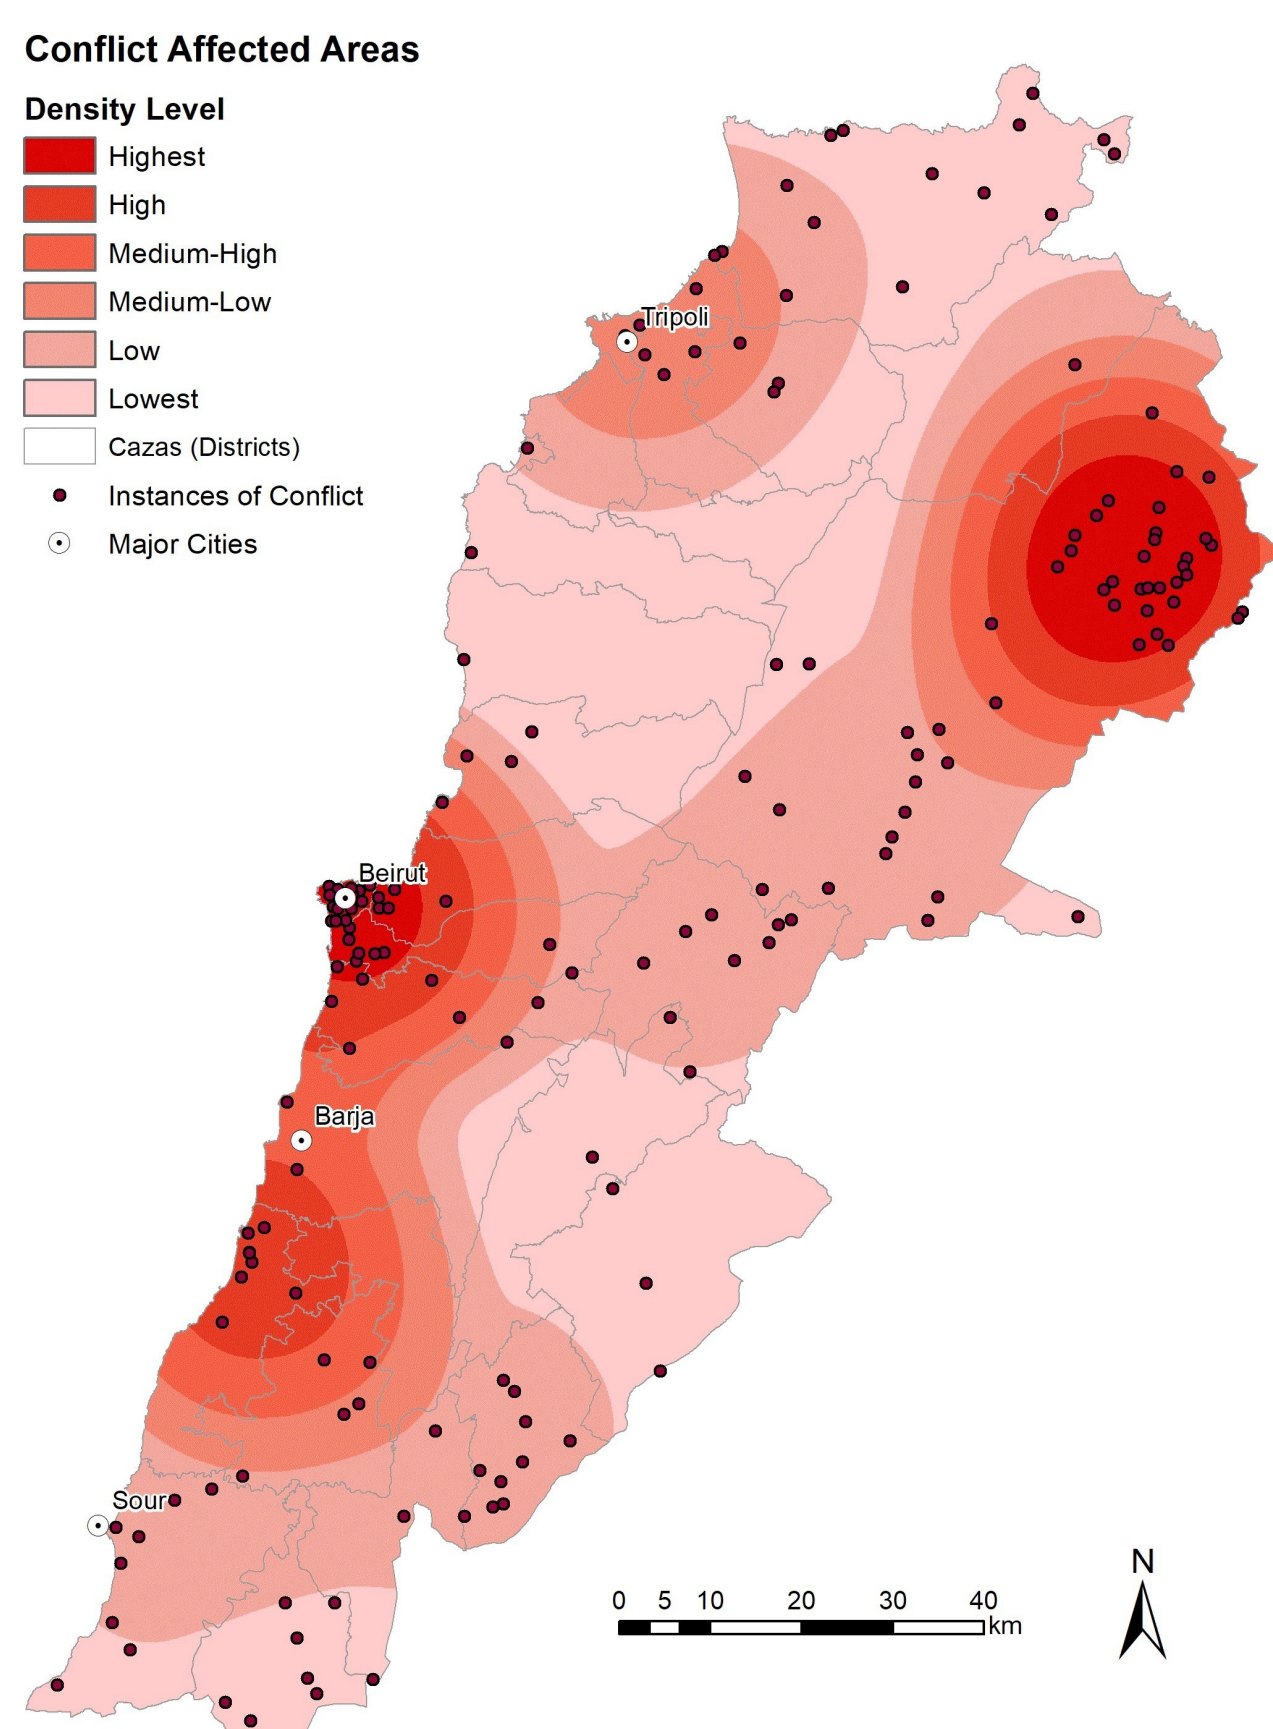 Conflict Affected Areas
Density Level
Highest
High
Medium-High
Medium-Low
Low
Lowest
Cazas (Districts)
Instances of Conflict
Major Cities
Tripoli
Beirut
Barja
Sour
N
0 5 10 20 30 40
km